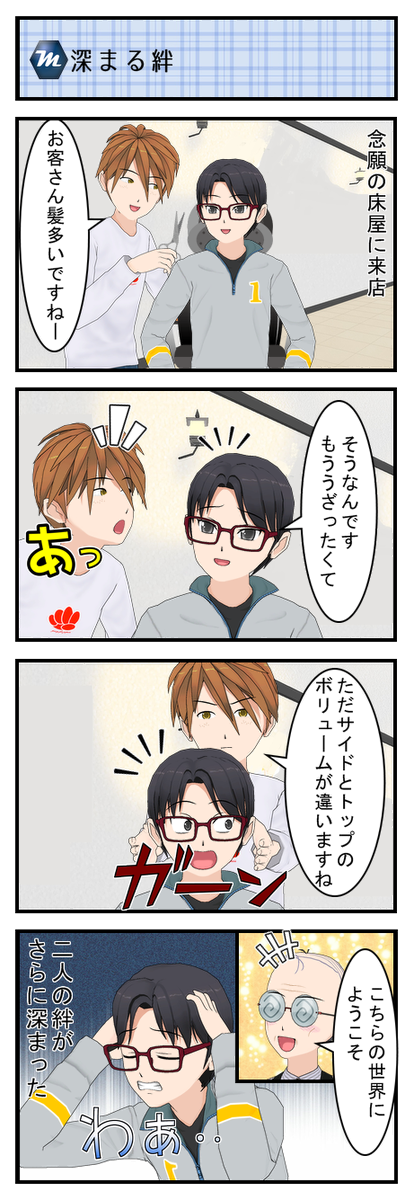 m 深まる絆
念願の床屋に来店
お客さん髪多いですねー
そうなんです
もううざったくて
あっ
ただサイドとトップの
ボリュームが違いますね
ガーン
こちらの世界に
ようこそ
二人の絆が
さらに深まった
わあ・・
1
1